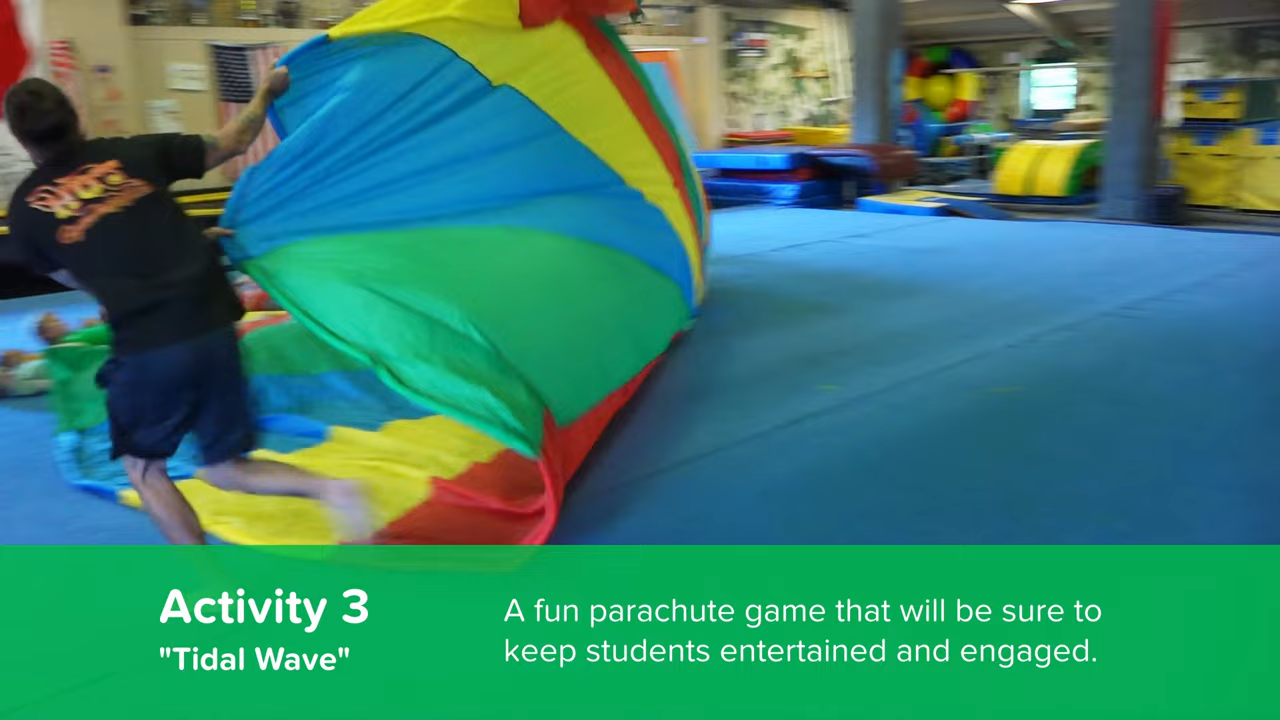 Activity 3
"Tidal Wave"
A fun parachute game that will be sure to
keep students entertained and engaged.